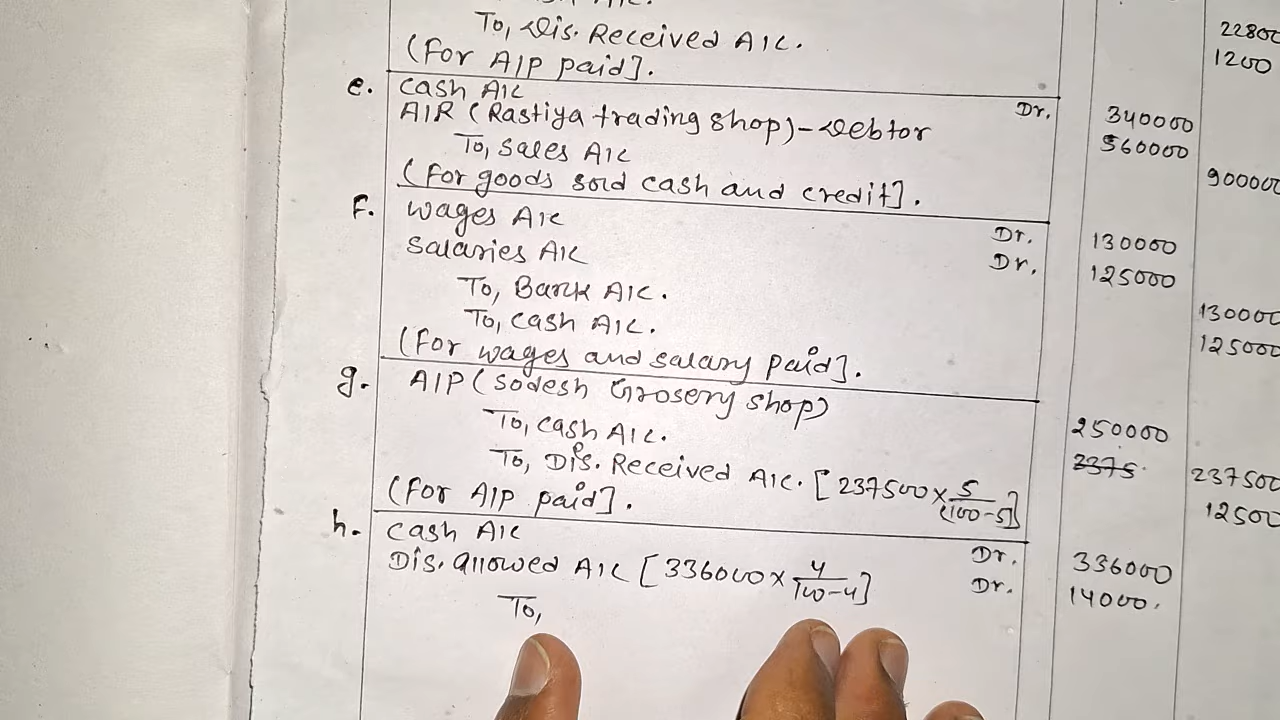 To, Dis. Received A/C. 22800
(For A/P paid]. 1200
e. Cash A/C Dr. 340000
A/R (Rastiya trading shop)-Debtor 560000
To, Sales A/C 900000
(For goods sold cash and credit].
F. Wages A/C Dr. 130000
Salaries A/C Dr. 125000
To, Bank A/C. 130000
To, Cash A/C. 125000
(For wages and salary paid].
g. A/P (Sodesh Grosery shop) 250000
To, Cash A/C. 2375 237500
To, Dis. Received A/C. [237500 x 5/(100-5)] 12500
(For A/P paid].
h. Cash A/C Dr. 336000
Dis. allowed A/C [336000 x 4/100-4] Dr. 14000.
To,